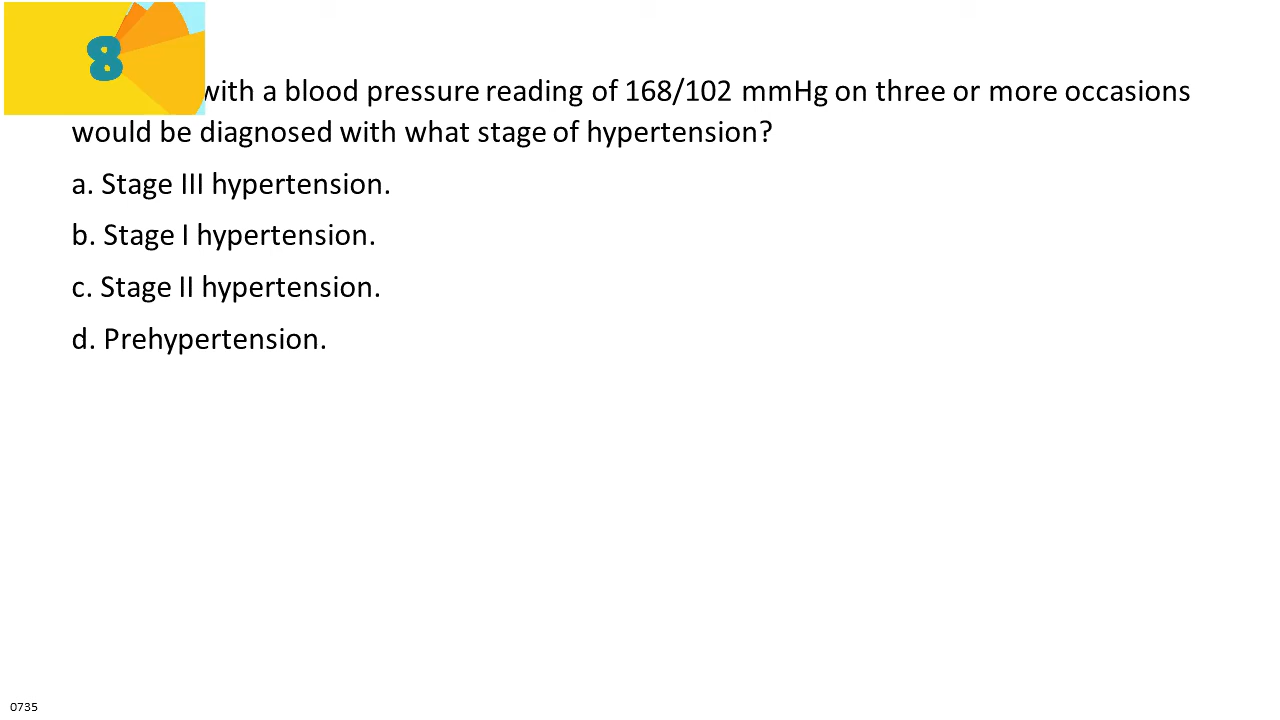 8
with a blood pressure reading of 168/102 mmHg on three or more occasions
would be diagnosed with what stage of hypertension?
a. Stage III hypertension.
b. Stage I hypertension.
c. Stage II hypertension.
d. Prehypertension.
0735